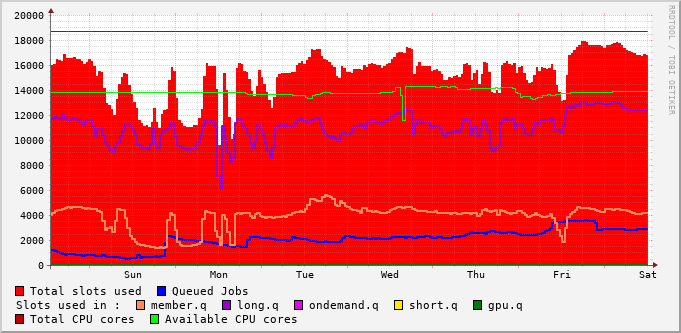 20000
18000
16000
14000
12000
10000
8000
6000
4000
2000
0
Sun Mon Tue Wed Thu Fri Sat
Total slots used Queued Jobs
Slots used in : member.q long.q ondemand.q short.q gpu.q
Total CPU cores Available CPU cores
RRDTOOL / TOBI OETIKER